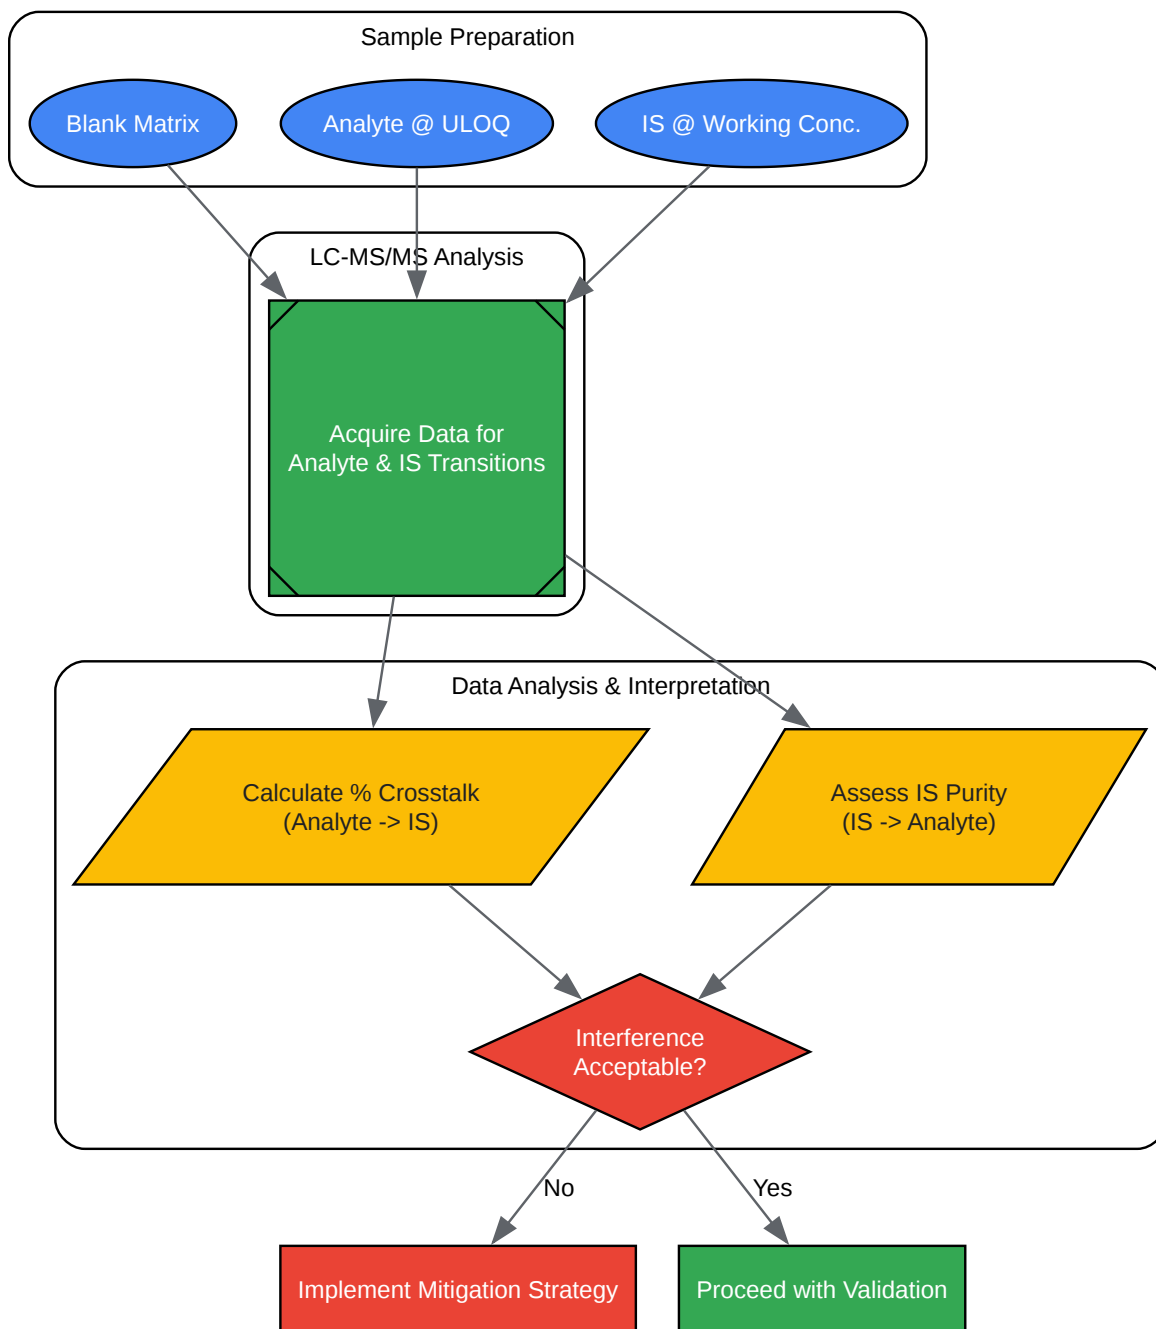 Sample Preparation
Blank Matrix
Analyte @ ULOQ
IS @ Working Conc.
LC-MS/MS Analysis
Acquire Data for
Analyte & IS Transitions
Data Analysis & Interpretation
Calculate % Crosstalk
(Analyte -> IS)
Assess IS Purity
(IS -> Analyte)
Interference
Acceptable?
No
Yes
Implement Mitigation Strategy
Proceed with Validation